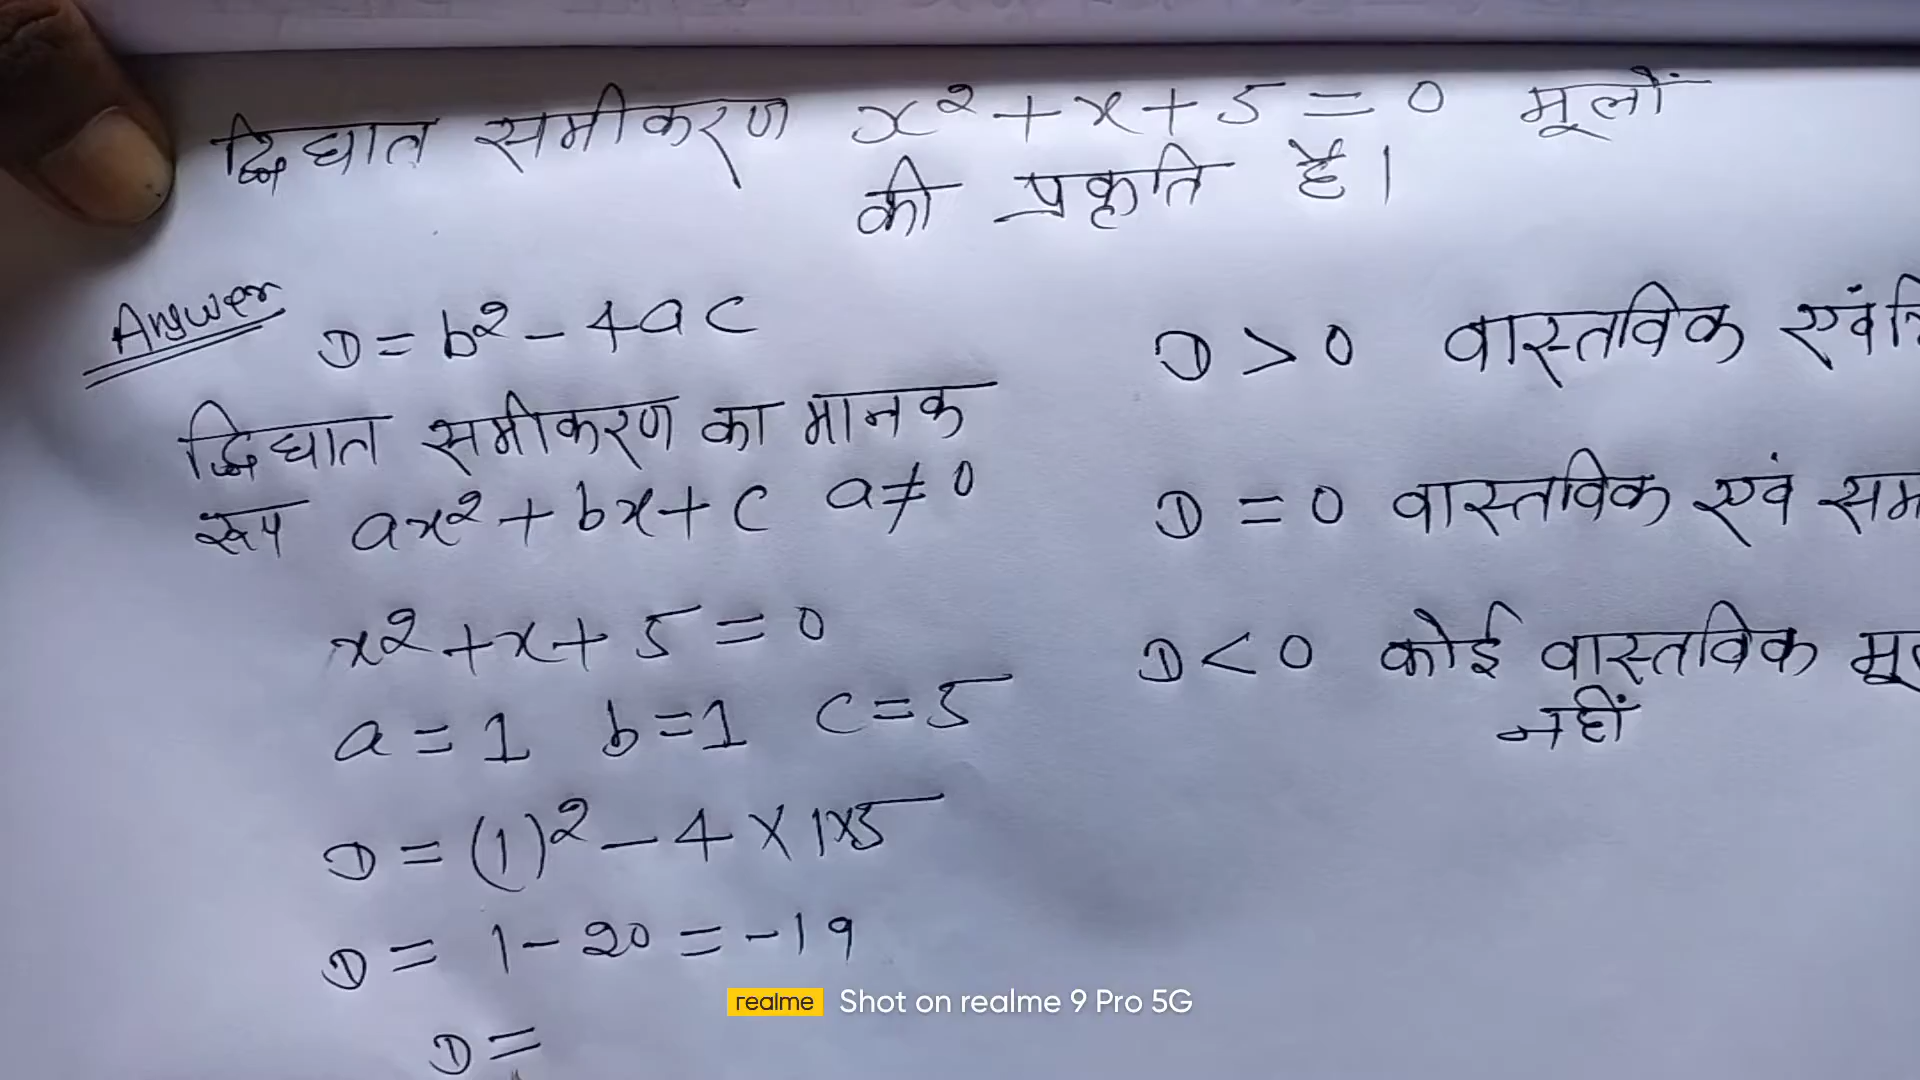 द्विघात समीकरण x²+x+5=0 मूलों
की प्रकृति है।
Answer
D=b²-4ac
द्विघात समीकरण का मानक
रूप ax²+bx+c a≠0
x²+x+5=0
a=1 b=1 c=5
D=(1)²-4×1×5
D=1-20=-19
D=
D>0 वास्तविक एवं
D=0 वास्तविक एवं सम
D<0 कोई वास्तविक
नहीं
realme Shot on realme 9 Pro 5G